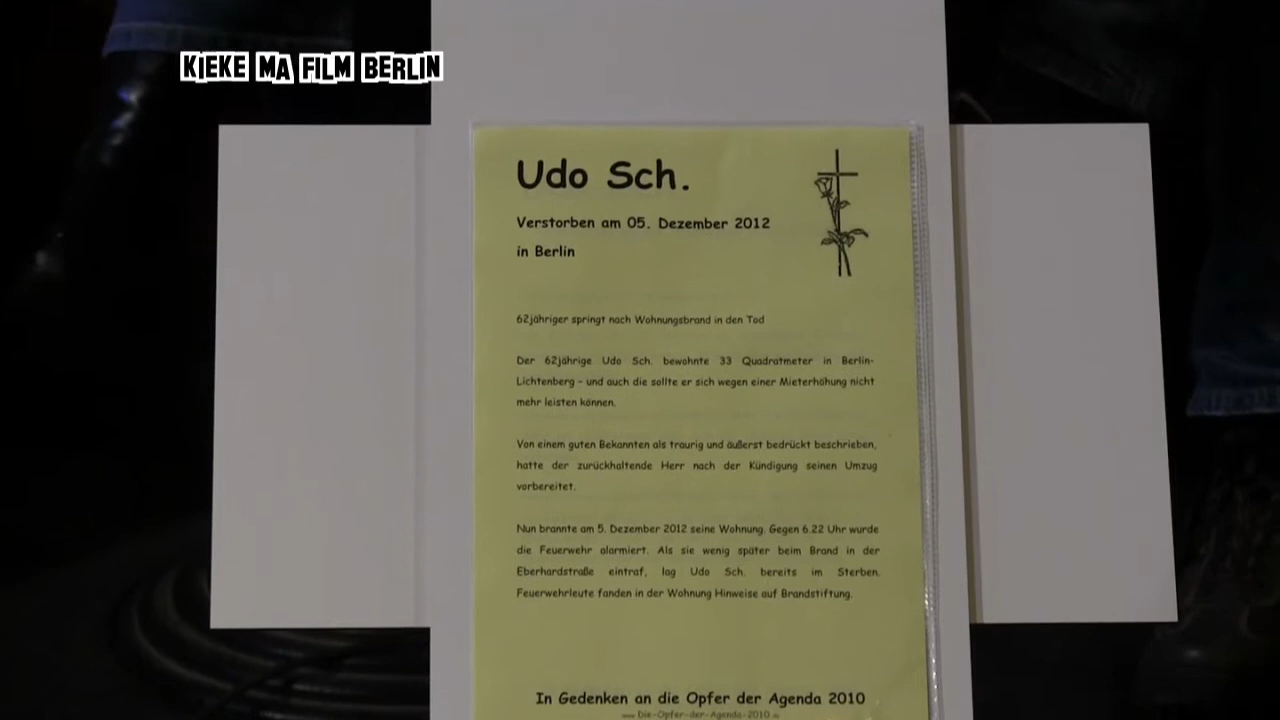 KIEKE MA FILM BERLIN
Udo Sch.
Verstorben am 05. Dezember 2012
in Berlin
62jähriger springt nach Wohnungsbrand in den Tod
Der 62jährige Udo Sch. bewohnte 33 Quadratmeter in Berlin-
Lichtenberg – und auch die sollte er sich wegen einer Mieterhöhung nicht
mehr leisten können.
Von einem guten Bekannten als traurig und äußerst bedrückt beschrieben,
hatte der zurückhaltende Herr nach der Kündigung seinen Umzug
vorbereitet.
Nun brannte am 5. Dezember 2012 seine Wohnung. Gegen 6.22 Uhr wurde
die Feuerwehr alarmiert. Als sie wenig später beim Brand in der
Eberhardstraße eintraf, lag Udo Sch. bereits im Sterben.
Feuerwehrleute fanden in der Wohnung Hinweise auf Brandstiftung.
In Gedenken an die Opfer der Agenda 2010
Die-Opfer-der-Agenda-2010